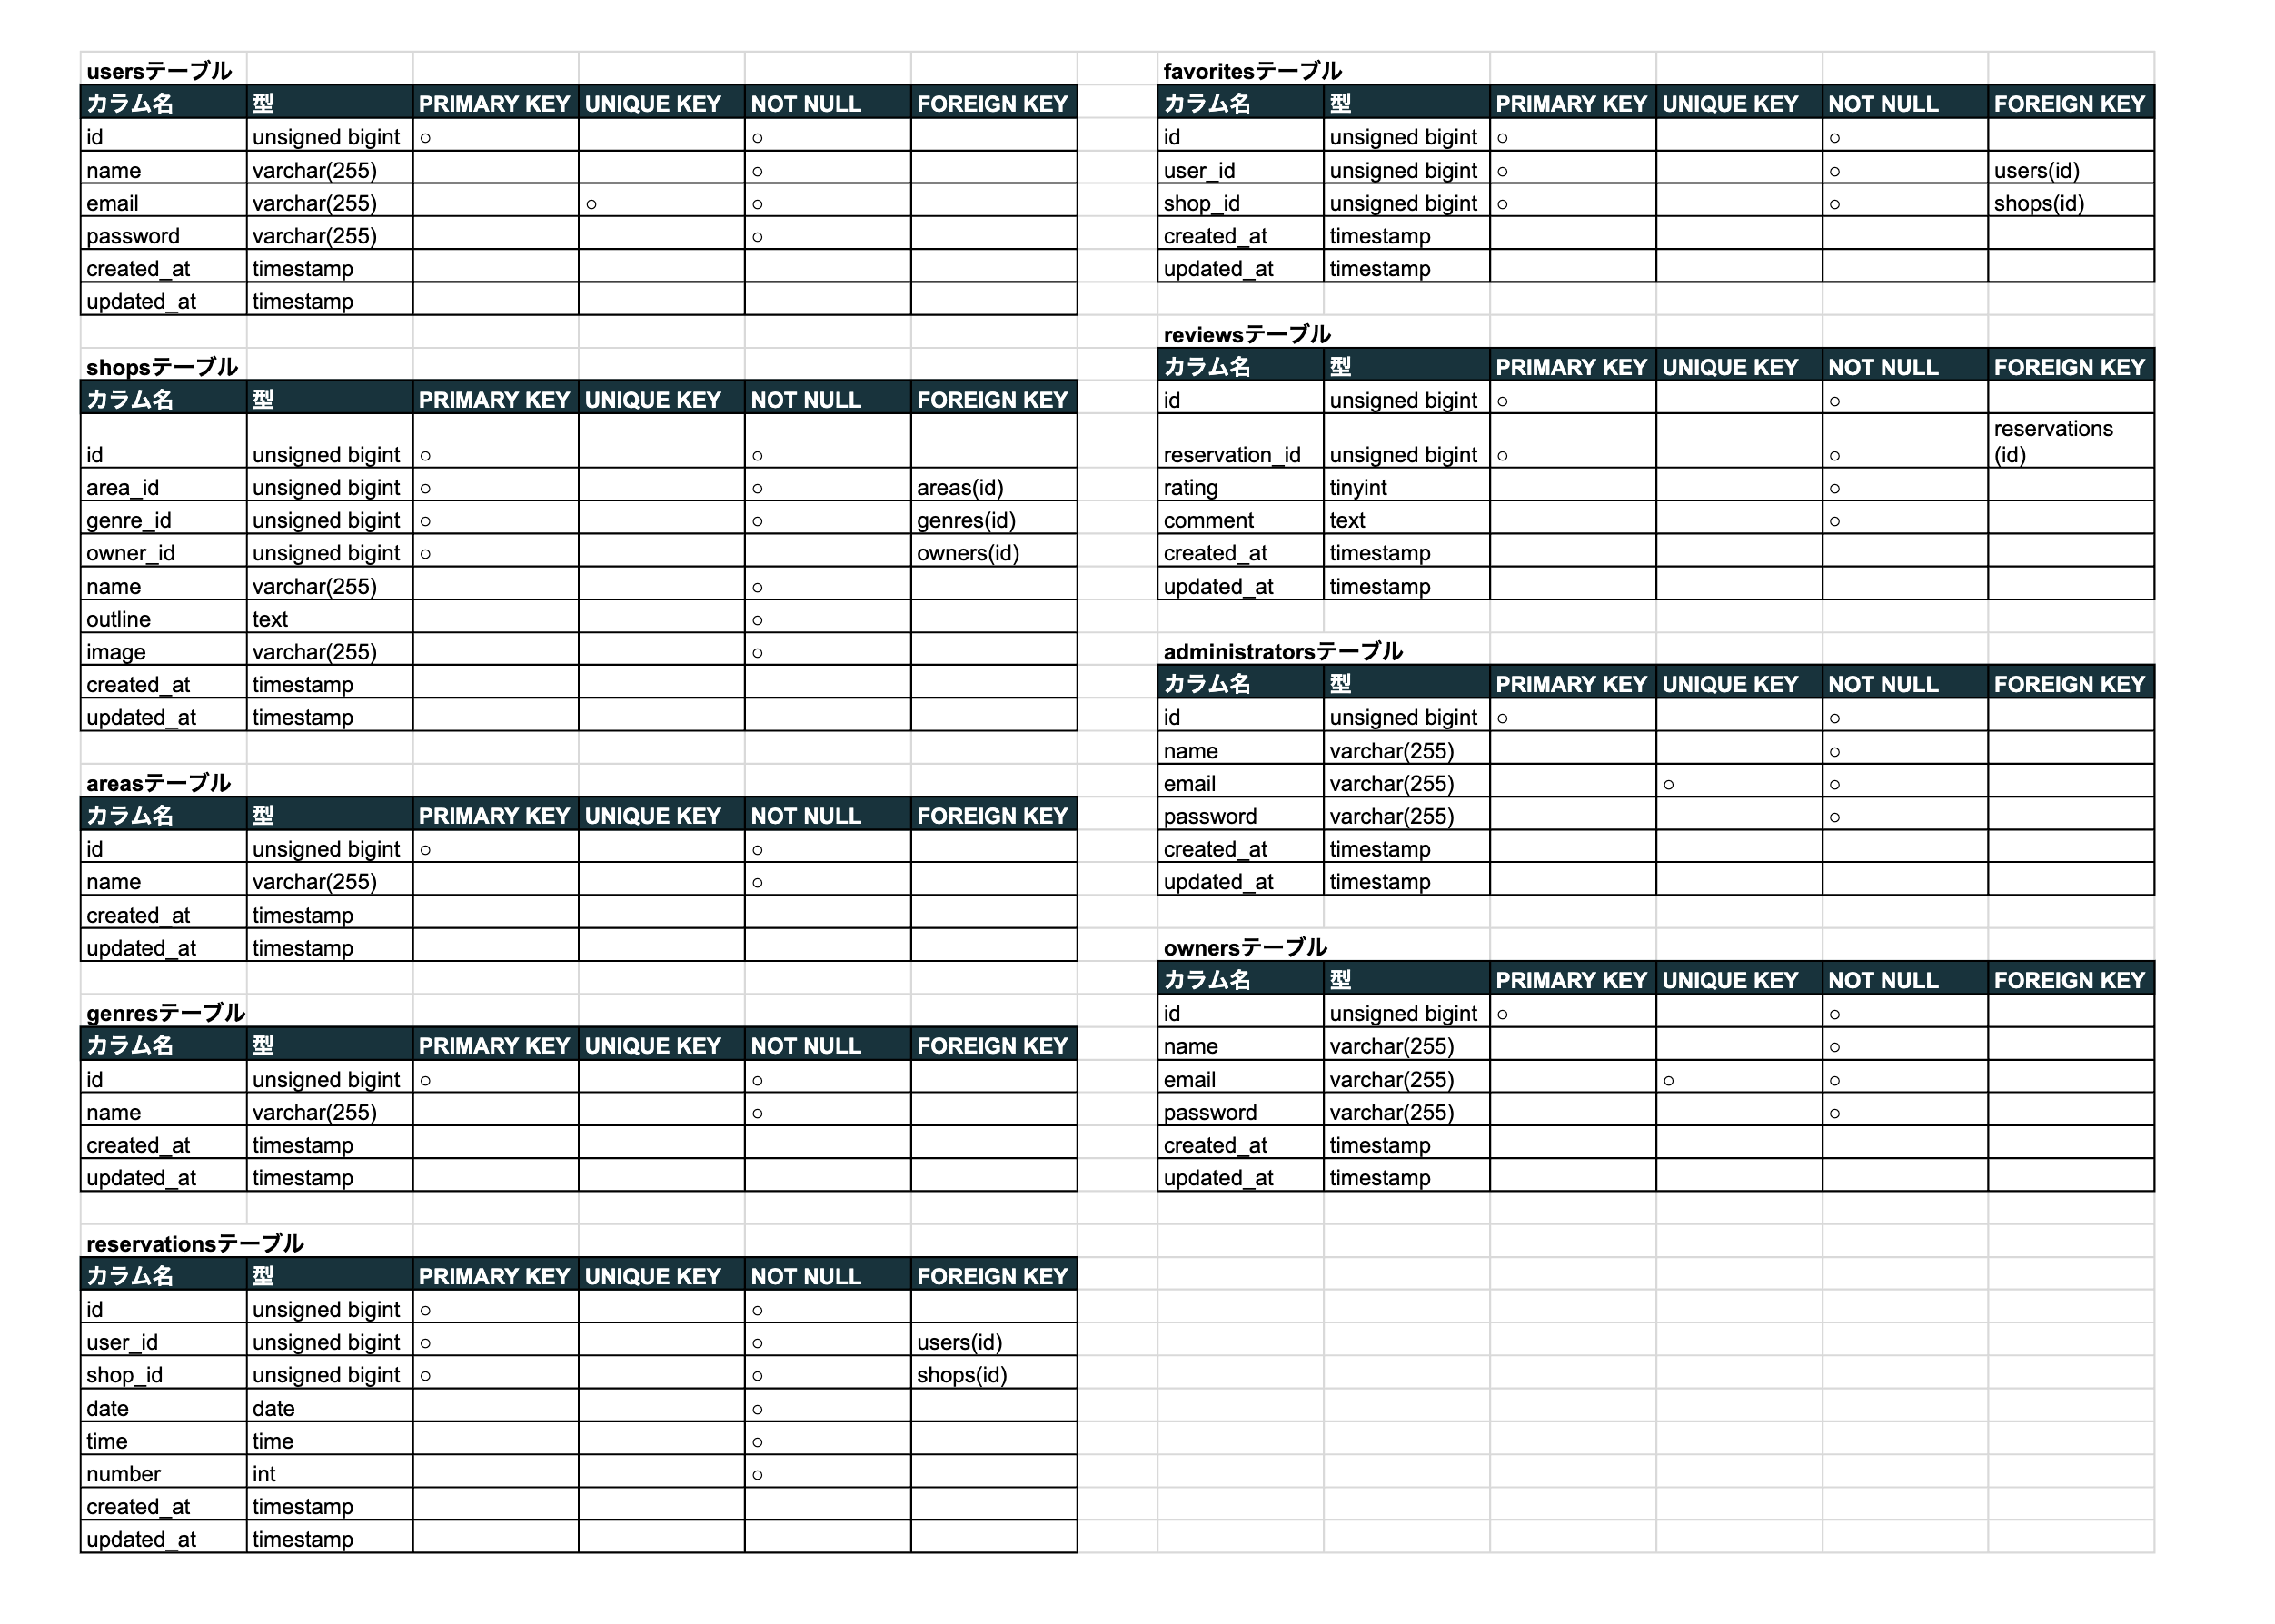 usersテーブル
カラム名 型 PRIMARY KEY UNIQUE KEY NOT NULL FOREIGN KEY
id unsigned bigint ○ ○
name varchar(255) ○
email varchar(255) ○ ○
password varchar(255) ○
created_at timestamp
updated_at timestamp
shopsテーブル
カラム名 型 PRIMARY KEY UNIQUE KEY NOT NULL FOREIGN KEY
id unsigned bigint ○ ○
area_id unsigned bigint ○ ○ areas(id)
genre_id unsigned bigint ○ ○ genres(id)
owner_id unsigned bigint ○ owners(id)
name varchar(255) ○
outline text ○
image varchar(255) ○
created_at timestamp
updated_at timestamp
areasテーブル
カラム名 型 PRIMARY KEY UNIQUE KEY NOT NULL FOREIGN KEY
id unsigned bigint ○ ○
name varchar(255) ○
created_at timestamp
updated_at timestamp
genresテーブル
カラム名 型 PRIMARY KEY UNIQUE KEY NOT NULL FOREIGN KEY
id unsigned bigint ○ ○
name varchar(255) ○
created_at timestamp
updated_at timestamp
reservationsテーブル
カラム名 型 PRIMARY KEY UNIQUE KEY NOT NULL FOREIGN KEY
id unsigned bigint ○ ○
user_id unsigned bigint ○ ○ users(id)
shop_id unsigned bigint ○ ○ shops(id)
date date ○
time time ○
number int ○
created_at timestamp
updated_at timestamp
favoritesテーブル
カラム名 型 PRIMARY KEY UNIQUE KEY NOT NULL FOREIGN KEY
id unsigned bigint ○ ○
user_id unsigned bigint ○ ○ users(id)
shop_id unsigned bigint ○ ○ shops(id)
created_at timestamp
updated_at timestamp
reviewsテーブル
カラム名 型 PRIMARY KEY UNIQUE KEY NOT NULL FOREIGN KEY
id unsigned bigint ○ ○
reservations
reservation_id unsigned bigint ○ ○ (id)
rating tinyint ○
comment text ○
created_at timestamp
updated_at timestamp
administratorsテーブル
カラム名 型 PRIMARY KEY UNIQUE KEY NOT NULL FOREIGN KEY
id unsigned bigint ○ ○
name varchar(255) ○
email varchar(255) ○ ○
password varchar(255) ○
created_at timestamp
updated_at timestamp
ownersテーブル
カラム名 型 PRIMARY KEY UNIQUE KEY NOT NULL FOREIGN KEY
id unsigned bigint ○ ○
name varchar(255) ○
email varchar(255) ○ ○
password varchar(255) ○
created_at timestamp
updated_at timestamp